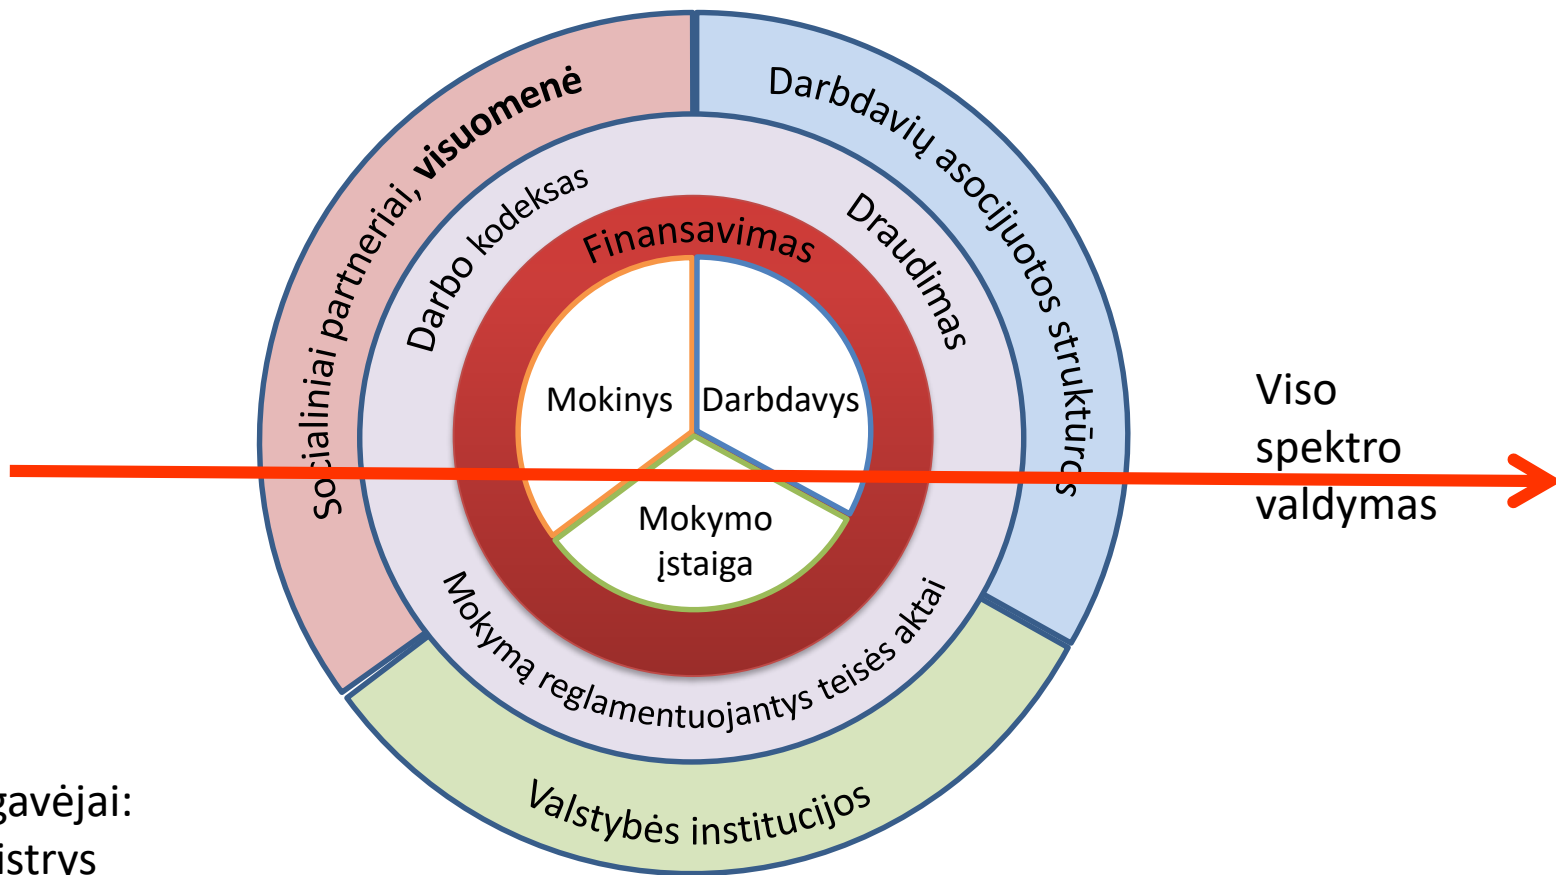 Socialiniai partneriai, visuomenė
Darbdavių asocijuotos struktūros
Darbo kodeksas
Draudimas
Finansavimas
Mokinys
Darbdavys
Mokymo
įstaiga
Mokymą reglamentuojantys teisės aktai
Valstybės institucijos
Viso
spektro
valdymas
gavėjai:
istrys